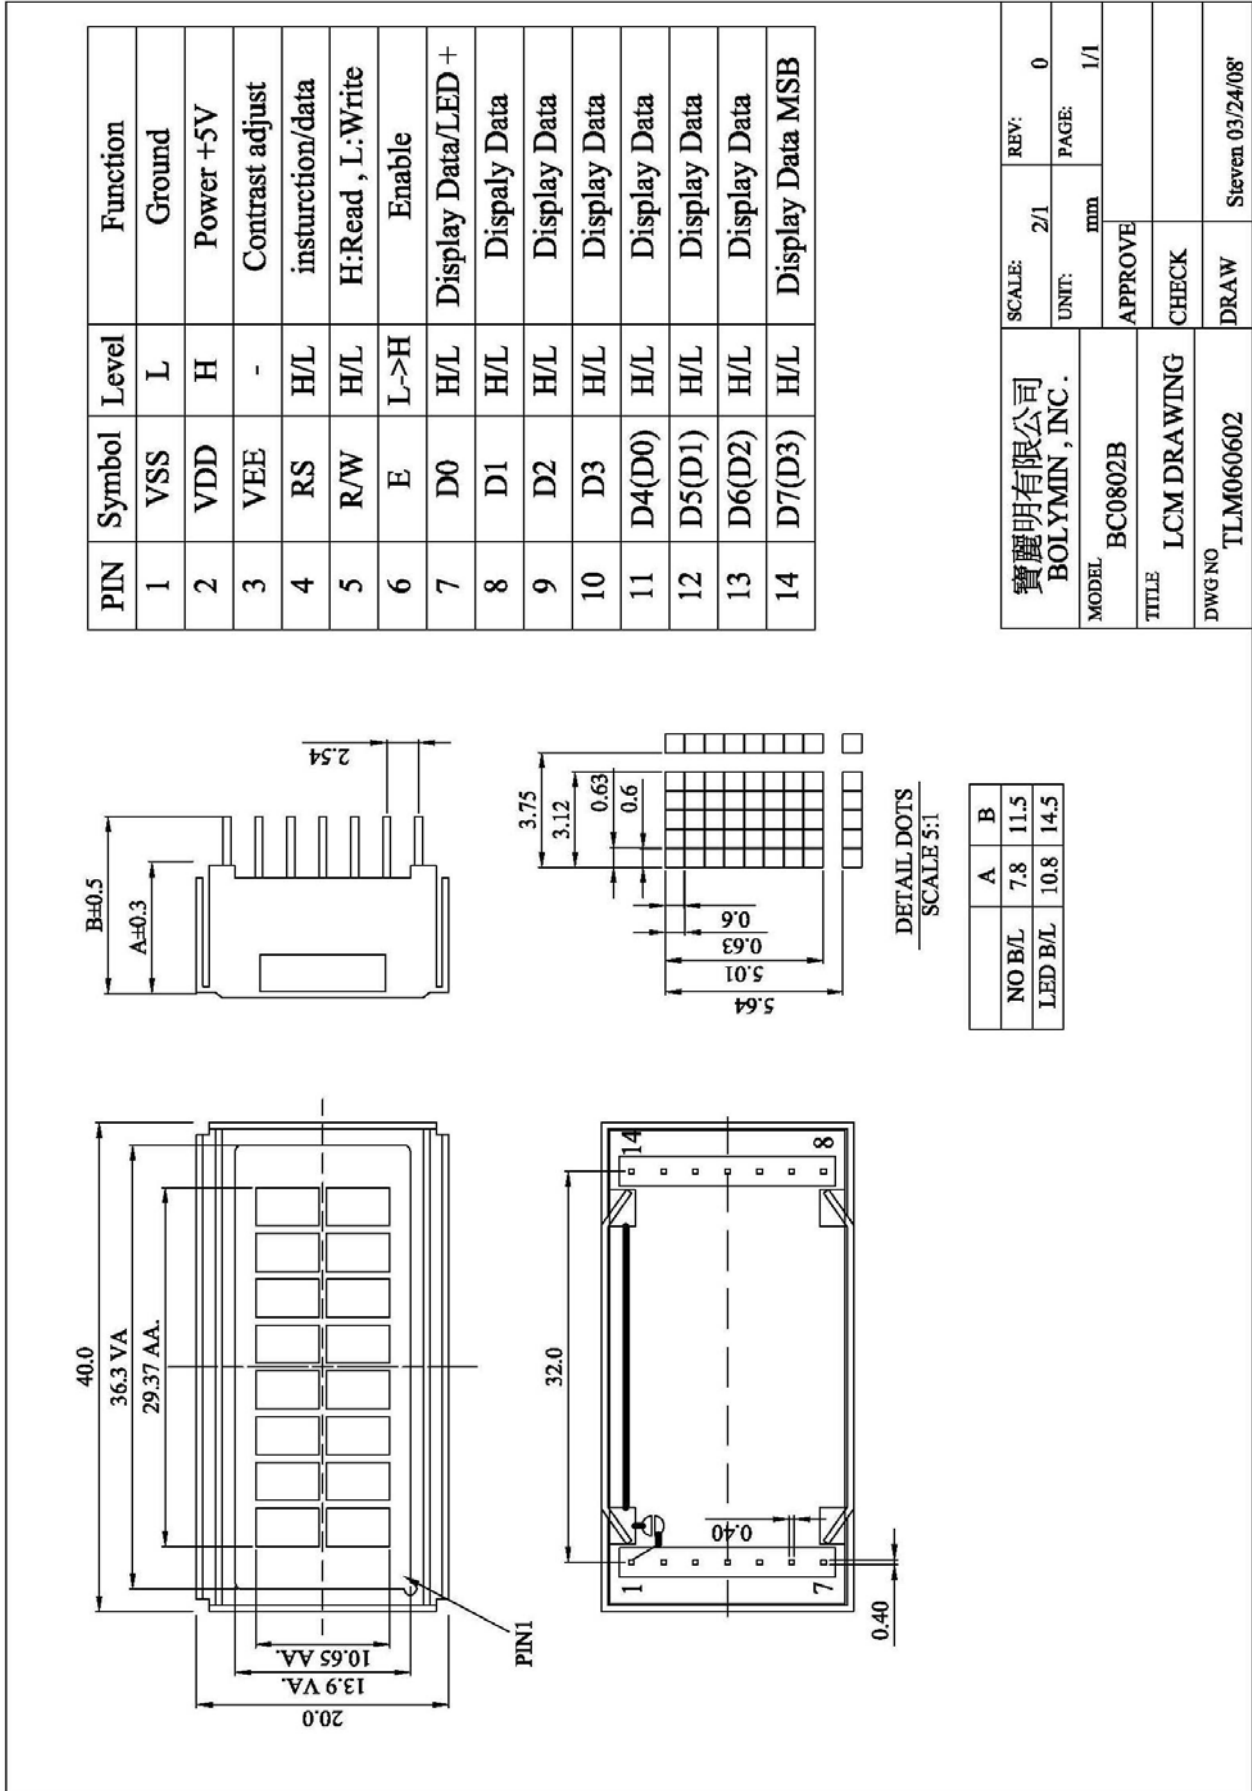 40.0
36.3 VA
29.37 AA.
20.0
13.9 VA.
10.65 AA.
PIN1
B±0.5
A±0.3
2.54
PIN Symbol Level Function
1 VSS L Ground
2 VDD H Power +5V
3 VEE - Contrast adjust
4 RS H/L insturction/data
5 R/W H/L H:Read , L:Write
6 E L->H Enable
7 D0 H/L Display Data/LED +
8 D1 H/L Dispaly Data
9 D2 H/L Display Data
10 D3 H/L Display Data
11 D4(D0) H/L Display Data
12 D5(D1) H/L Display Data
13 D6(D2) H/L Display Data
14 D7(D3) H/L Display Data MSB
32.0
14
8
1
7
0.40
0.40
3.75
3.12
0.63
0.6
0.6
0.63
5.01
5.64
DETAIL DOTS
SCALE 5:1
A B
NO B/L 7.8 11.5
LED B/L 10.8 14.5
寶麗明有限公司
BOLYMIN , INC .
SCALE: 2/1
REV: 0
UNIT: mm
PAGE: 1/1
MODEL
BC0802B
APPROVE
TITLE
LCM DRAWING
CHECK
DWG NO
TLM060602
DRAW
Steven 03/24/08'